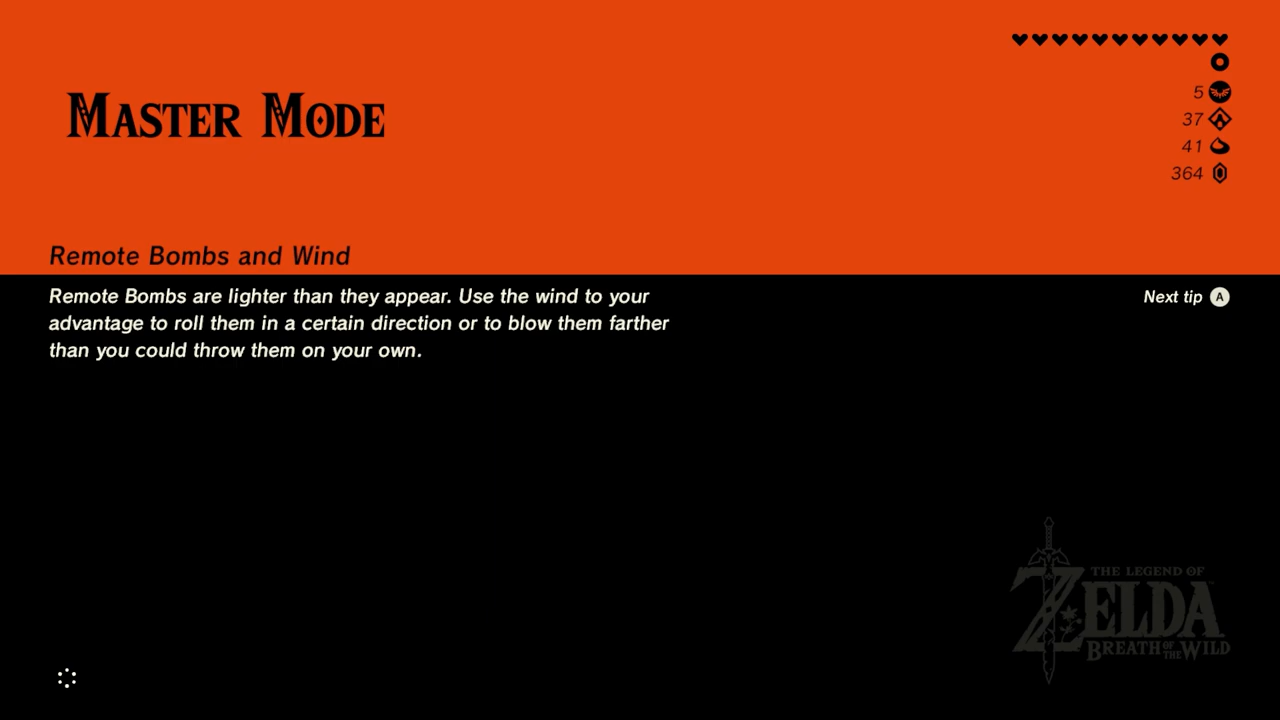 Master Mode
5
37
41
364
Remote Bombs and Wind
Remote Bombs are lighter than they appear. Use the wind to your
advantage to roll them in a certain direction or to blow them farther
than you could throw them on your own.
Next tip A
THE LEGEND OF
ZELDA
BREATH OF THE WILD